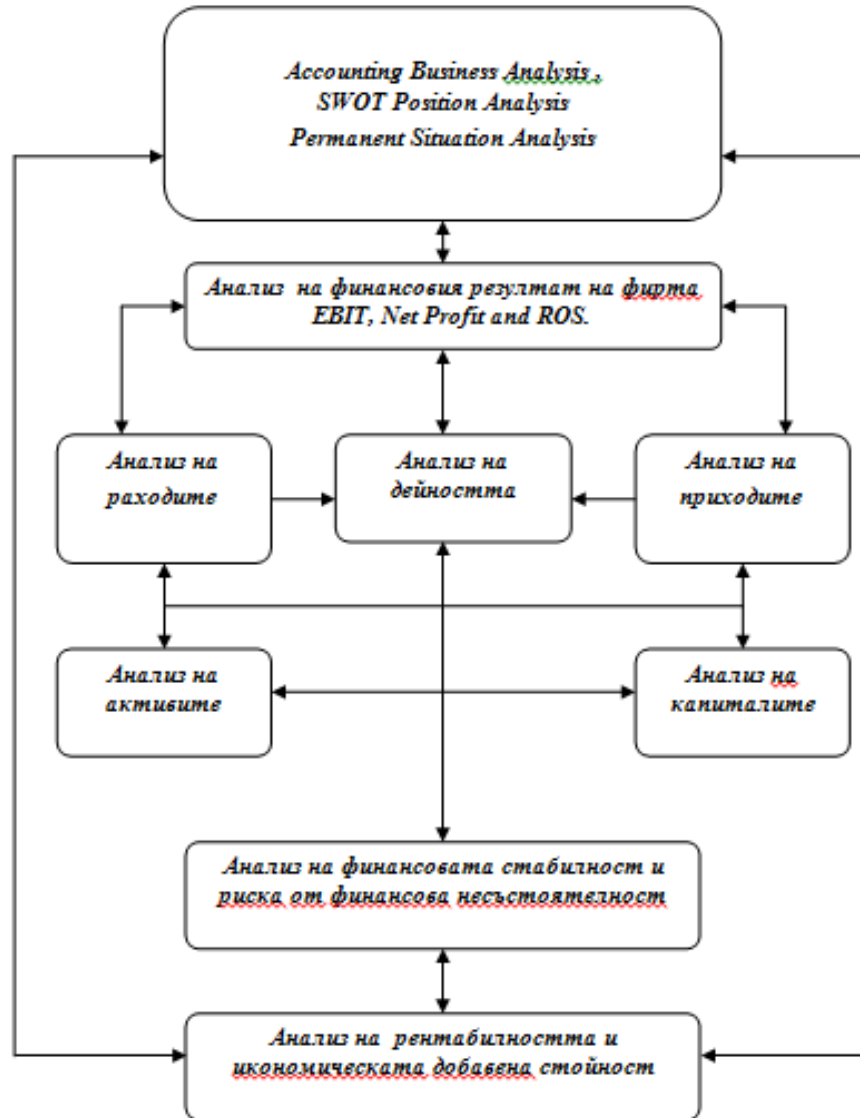 Accounting Business Analysis ,
SWOT Position Analysis
Permanent Situation Analysis
Анализ на финансовия резултат на фирта
EBIT, Net Profit and ROS.
Анализ на
раходите
Анализ на
дейността
Анализ на
приходите
Анализ на
активите
Анализ на
капиталите
Анализ на финансовата стабилност и
риска от финансова несъстоятелност
Анализ на рентабилността и
икономическата добавена стойност